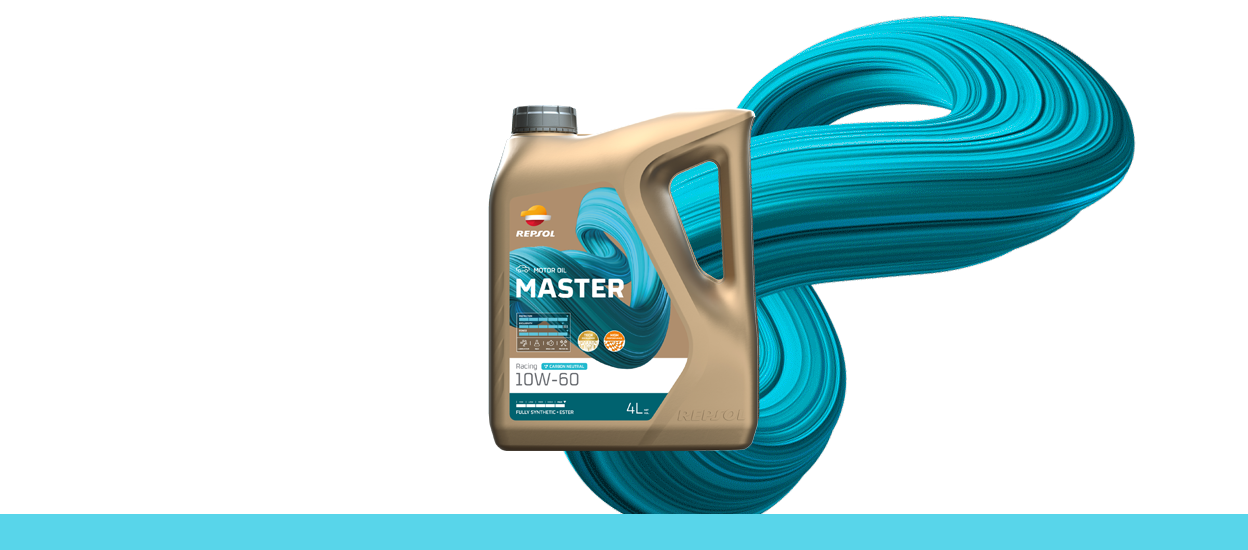 REPSOL
MOTOR OIL
MASTER
Racing CARBON NEUTRAL
10W-60
FULLY SYNTHETIC + ESTER
4L
REPSOL